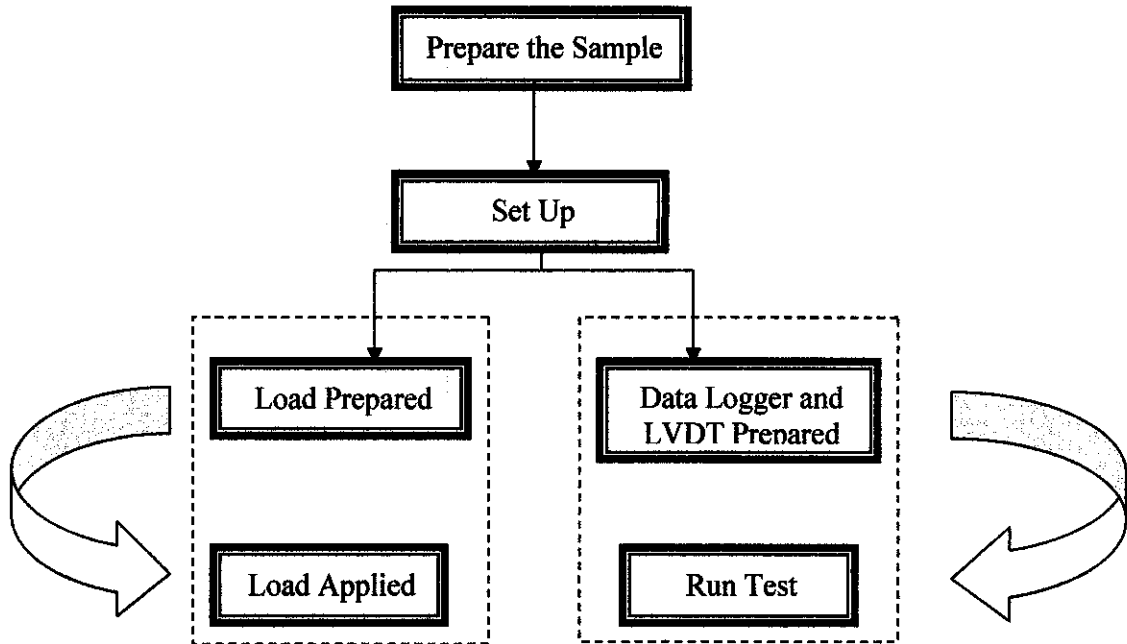 Prepare the Sample
Set Up
Load Prepared
Data Logger and
LVDT Prepared
Load Applied
Run Test